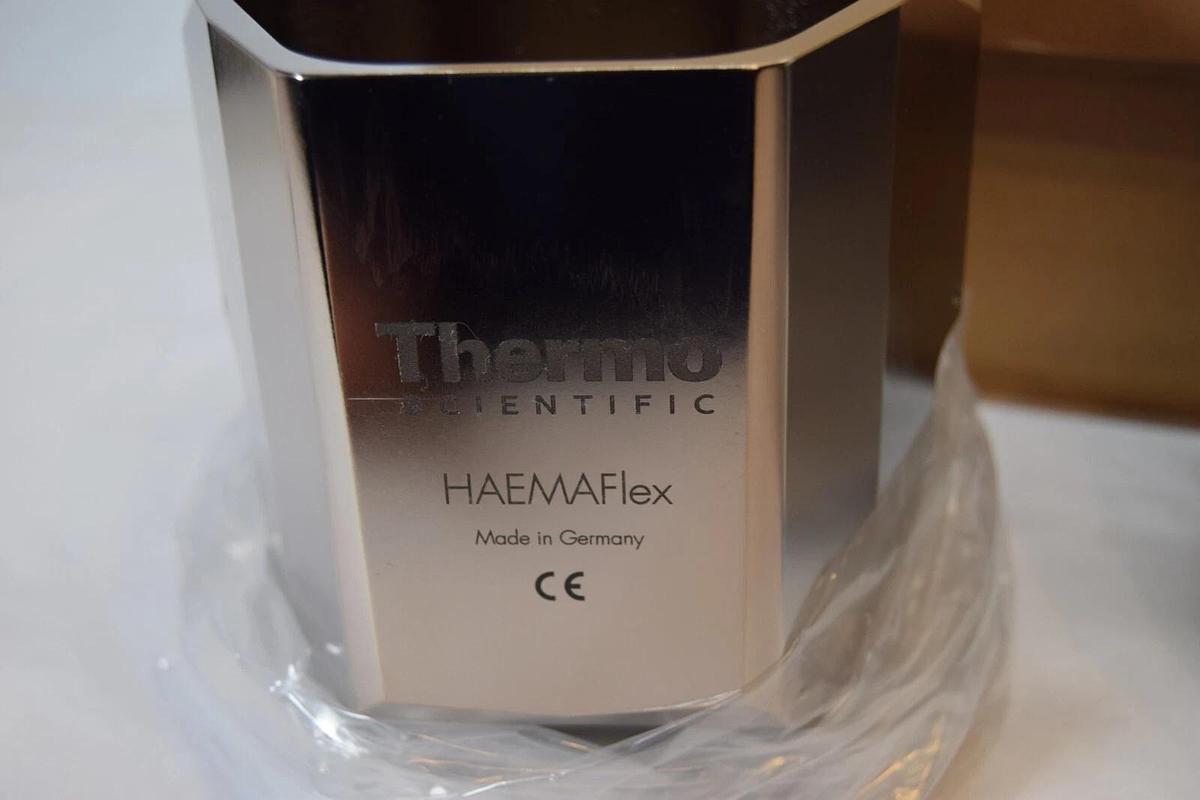 Thermo
SCIENTIFIC
HAEMAFlex
Made in Germany
CE